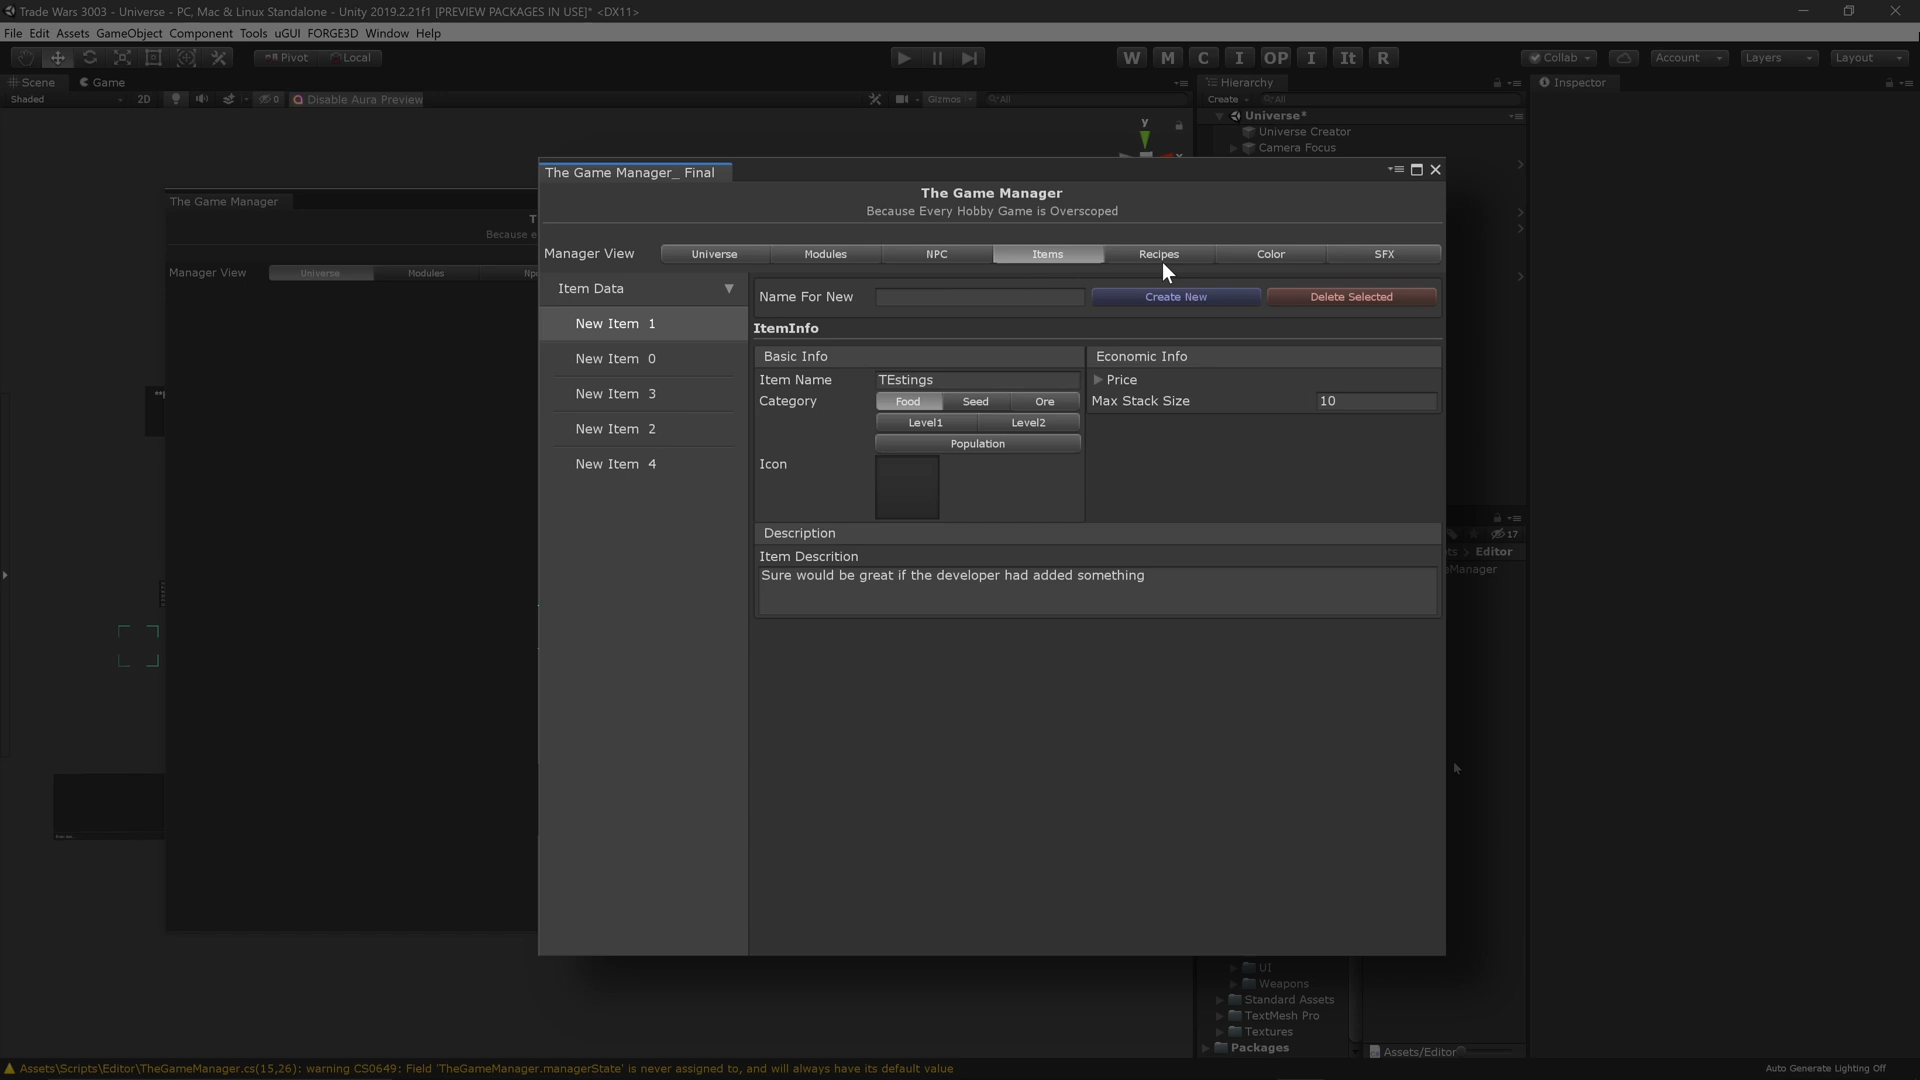 Trade Wars 3003 - Universe - PC, Mac & Linux Standalone - Unity 2019.2.21f1 [PREVIEW PACKAGES IN USE]* <DX11>
File Edit Assets GameObject Component Tools uGUI FORGE3D Window Help
Pivot Local W M C I OP I It R Collab Account Layers Layout
Scene Game Hierarchy Inspector
Shaded 2D 0 Disable Aura Preview Gizmos All Create All
Universe*
y
Universe Creator
Camera Focus
The Game Manager
Because e
Manager View Universe Modules
The Game Manager_ Final
The Game Manager
Because Every Hobby Game is Overscoped
Manager View Universe Modules NPC Items Recipes Color SFX
Item Data
New Item 1
New Item 0
New Item 3
New Item 2
New Item 4
Name For New Create New Delete Selected
ItemInfo
Basic Info
Item Name TEstings
Category Food Seed Ore
Level1 Level2
Population
Icon
Economic Info
Price
Max Stack Size 10
Description
Item Descrition
Sure would be great if the developer had added something
17
ts > Editor
eManager
UI
Weapons
Standard Assets
TextMesh Pro
Textures
Packages
Assets/Editor
Assets\Scripts\Editor\TheGameManager.cs(15,26): warning CS0649: Field 'TheGameManager.managerState' is never assigned to, and will always have its default value
Auto Generate Lighting Off